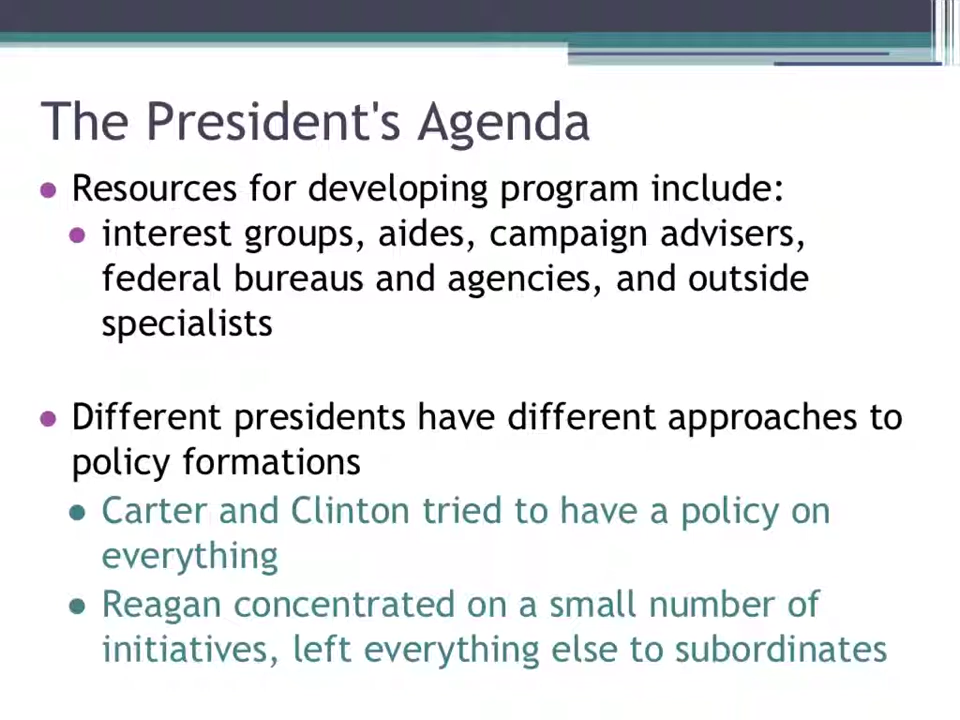 The President's Agenda
● Resources for developing program include:
● interest groups, aides, campaign advisers,
federal bureaus and agencies, and outside
specialists
● Different presidents have different approaches to
policy formations
● Carter and Clinton tried to have a policy on
everything
● Reagan concentrated on a small number of
initiatives, left everything else to subordinates